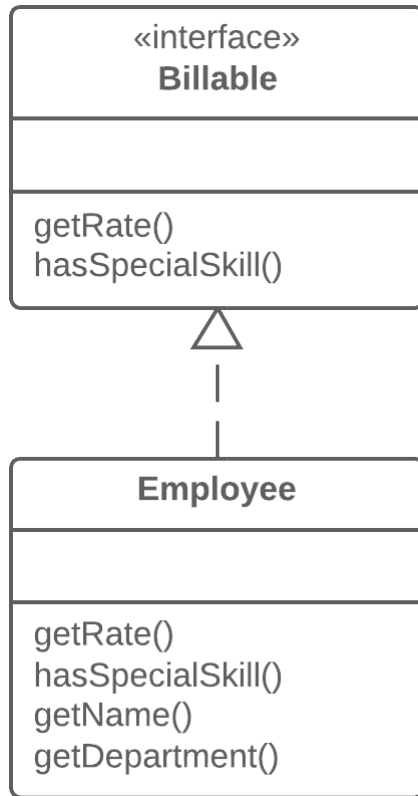 «interface»
Billable
getRate()
hasSpecialSkill()
Employee
getRate()
hasSpecialSkill()
getName()
getDepartment()